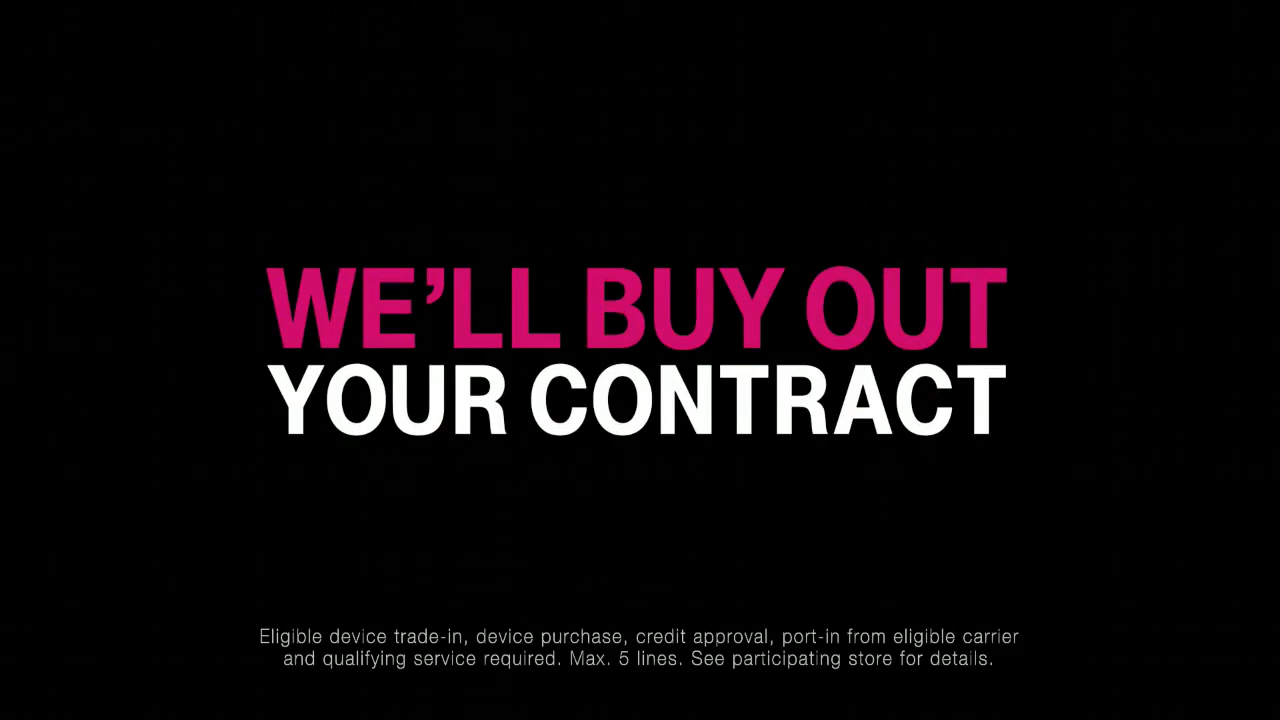 WE’LL BUY OUT
YOUR CONTRACT
Eligible device trade-in, device purchase, credit approval, port-in from eligible carrier
and qualifying service required. Max. 5 lines. See participating store for details.